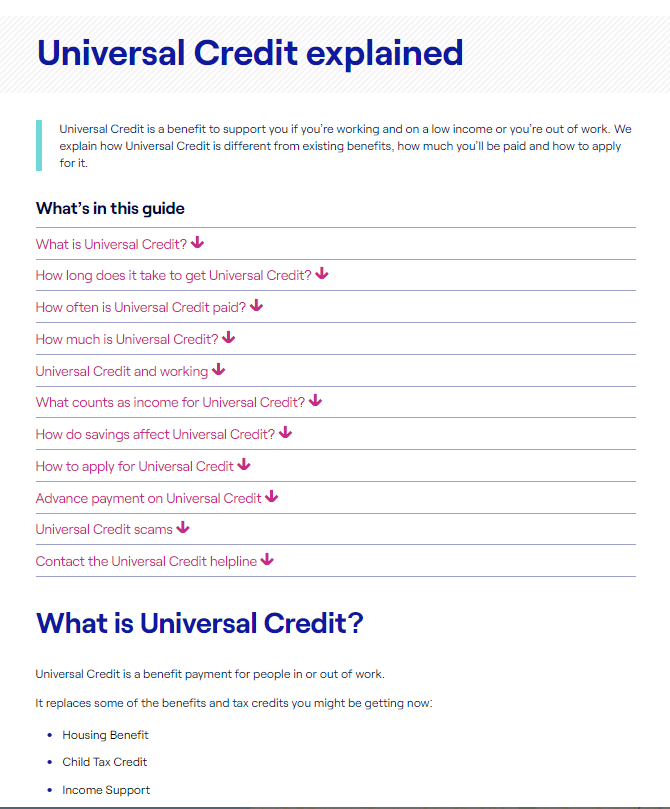 Universal Credit explained
Universal Credit is a benefit to support you if you’re working and on a low income or you’re out of work. We
explain how Universal Credit is different from existing benefits, how much you’ll be paid and how to apply
for it.
What’s in this guide
What is Universal Credit?
How long does it take to get Universal Credit?
How often is Universal Credit paid?
How much is Universal Credit?
Universal Credit and working
What counts as income for Universal Credit?
How do savings affect Universal Credit?
How to apply for Universal Credit
Advance payment on Universal Credit
Universal Credit scams
Contact the Universal Credit helpline
What is Universal Credit?
Universal Credit is a benefit payment for people in or out of work.
It replaces some of the benefits and tax credits you might be getting now:
• Housing Benefit
• Child Tax Credit
• Income Support